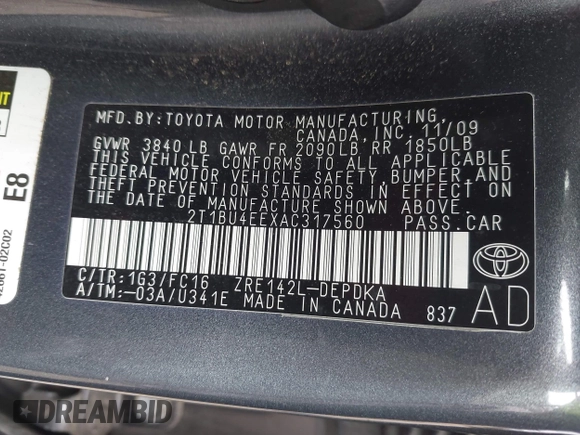 MFD. BY: TOYOTA MOTOR MANUFACTURING,
CANADA, INC. 11/09
GVWR 3840 LB GAWR FR 2090LB RR 1850LB
THIS VEHICLE CONFORMS TO ALL APPLICABLE
FEDERAL MOTOR VEHICLE SAFETY, BUMPER, AND
THEFT PREVENTION STANDARDS IN EFFECT ON
THE DATE OF MANUFACTURE SHOWN ABOVE.
2T1BU4EEXAC317560 PASS. CAR
C/TR: 1G3/FC16 ZRE142L-DEPDKA
A/TM: -03A/U341E MADE IN CANADA 837
AD
E8
DREAMBID